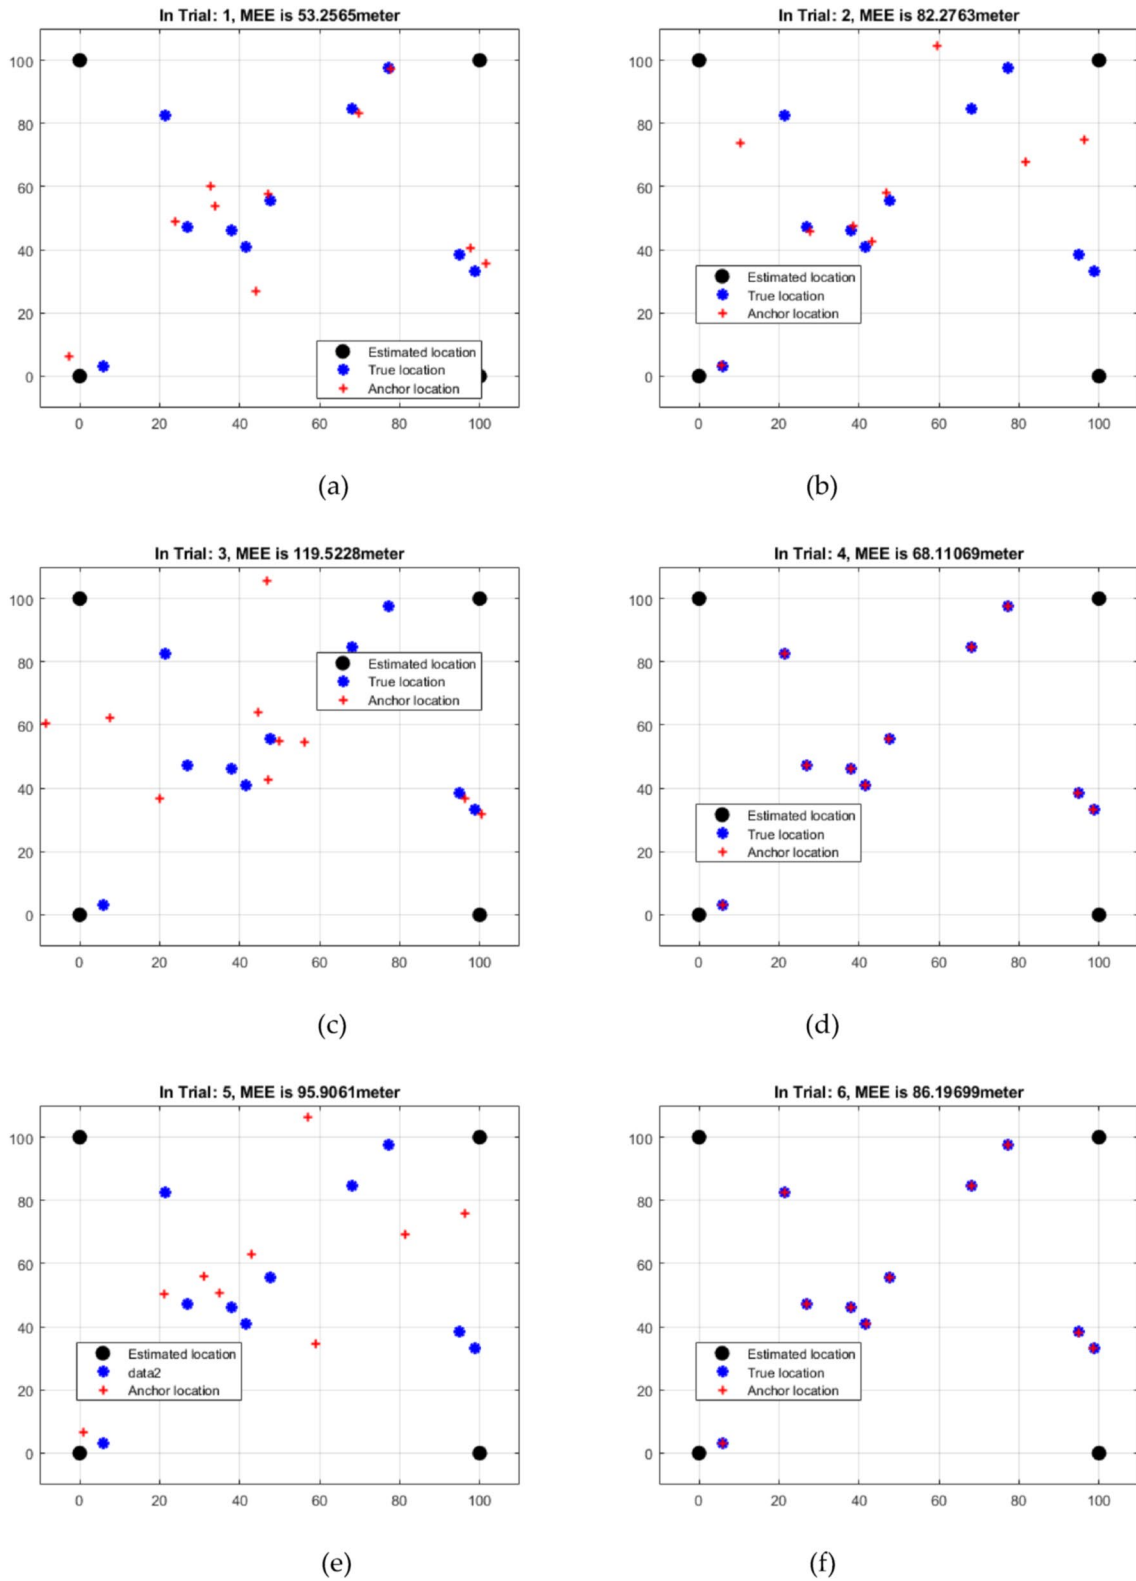 In Trial: 1, MEE is 53.2565meter
100
80
60
40
20
0
0 20 40 60 80 100
Estimated location
True location
Anchor location
(a)
In Trial: 2, MEE is 82.2763meter
100
80
60
40
20
0
0 20 40 60 80 100
Estimated location
True location
Anchor location
(b)
In Trial: 3, MEE is 119.5228meter
100
80
60
40
20
0
0 20 40 60 80 100
Estimated location
True location
Anchor location
(c)
In Trial: 4, MEE is 68.11069meter
100
80
60
40
20
0
0 20 40 60 80 100
Estimated location
True location
Anchor location
(d)
In Trial: 5, MEE is 95.9061meter
100
80
60
40
20
0
0 20 40 60 80 100
Estimated location
data2
Anchor location
(e)
In Trial: 6, MEE is 86.19699meter
100
80
60
40
20
0
0 20 40 60 80 100
Estimated location
True location
Anchor location
(f)